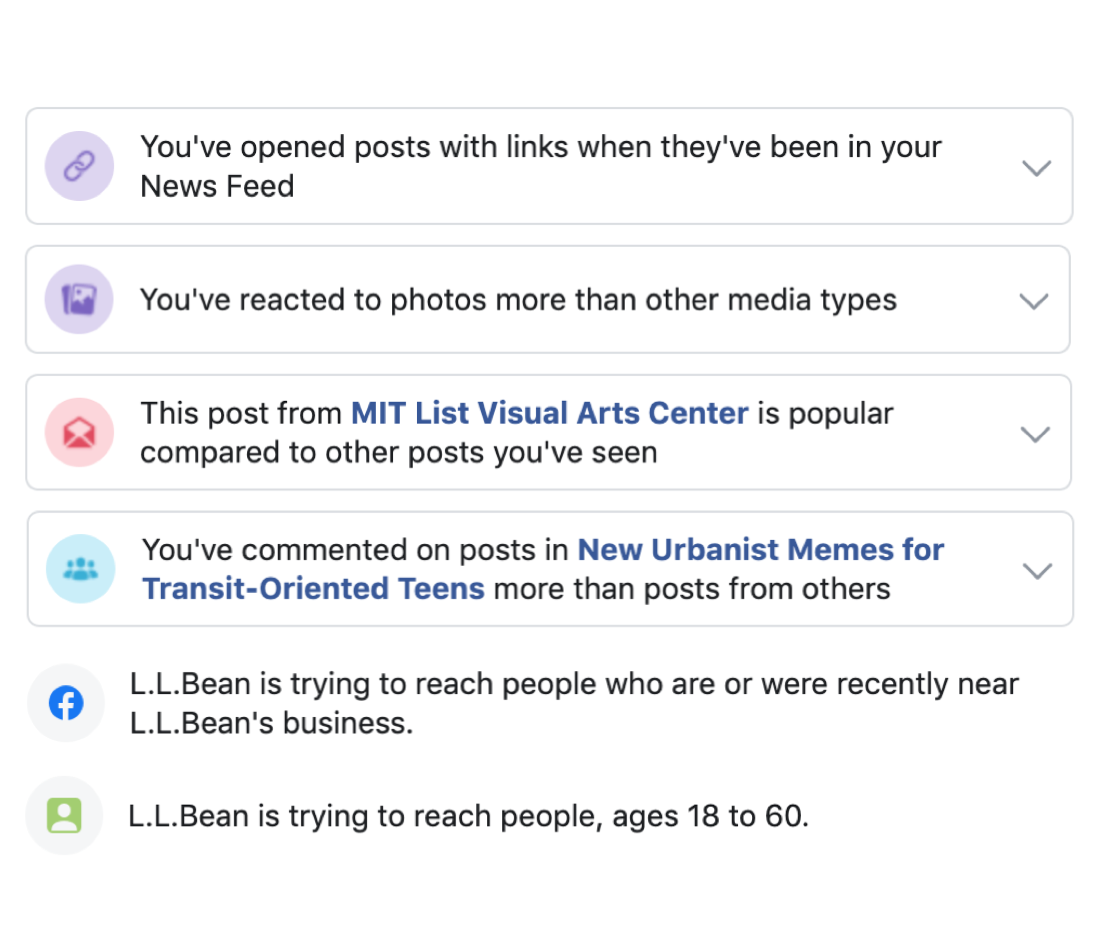 You've opened posts with links when they've been in your
News Feed
You've reacted to photos more than other media types
This post from MIT List Visual Arts Center is popular
compared to other posts you've seen
You've commented on posts in New Urbanist Memes for
Transit-Oriented Teens more than posts from others
L.L.Bean is trying to reach people who are or were recently near
L.L.Bean's business.
L.L.Bean is trying to reach people, ages 18 to 60.